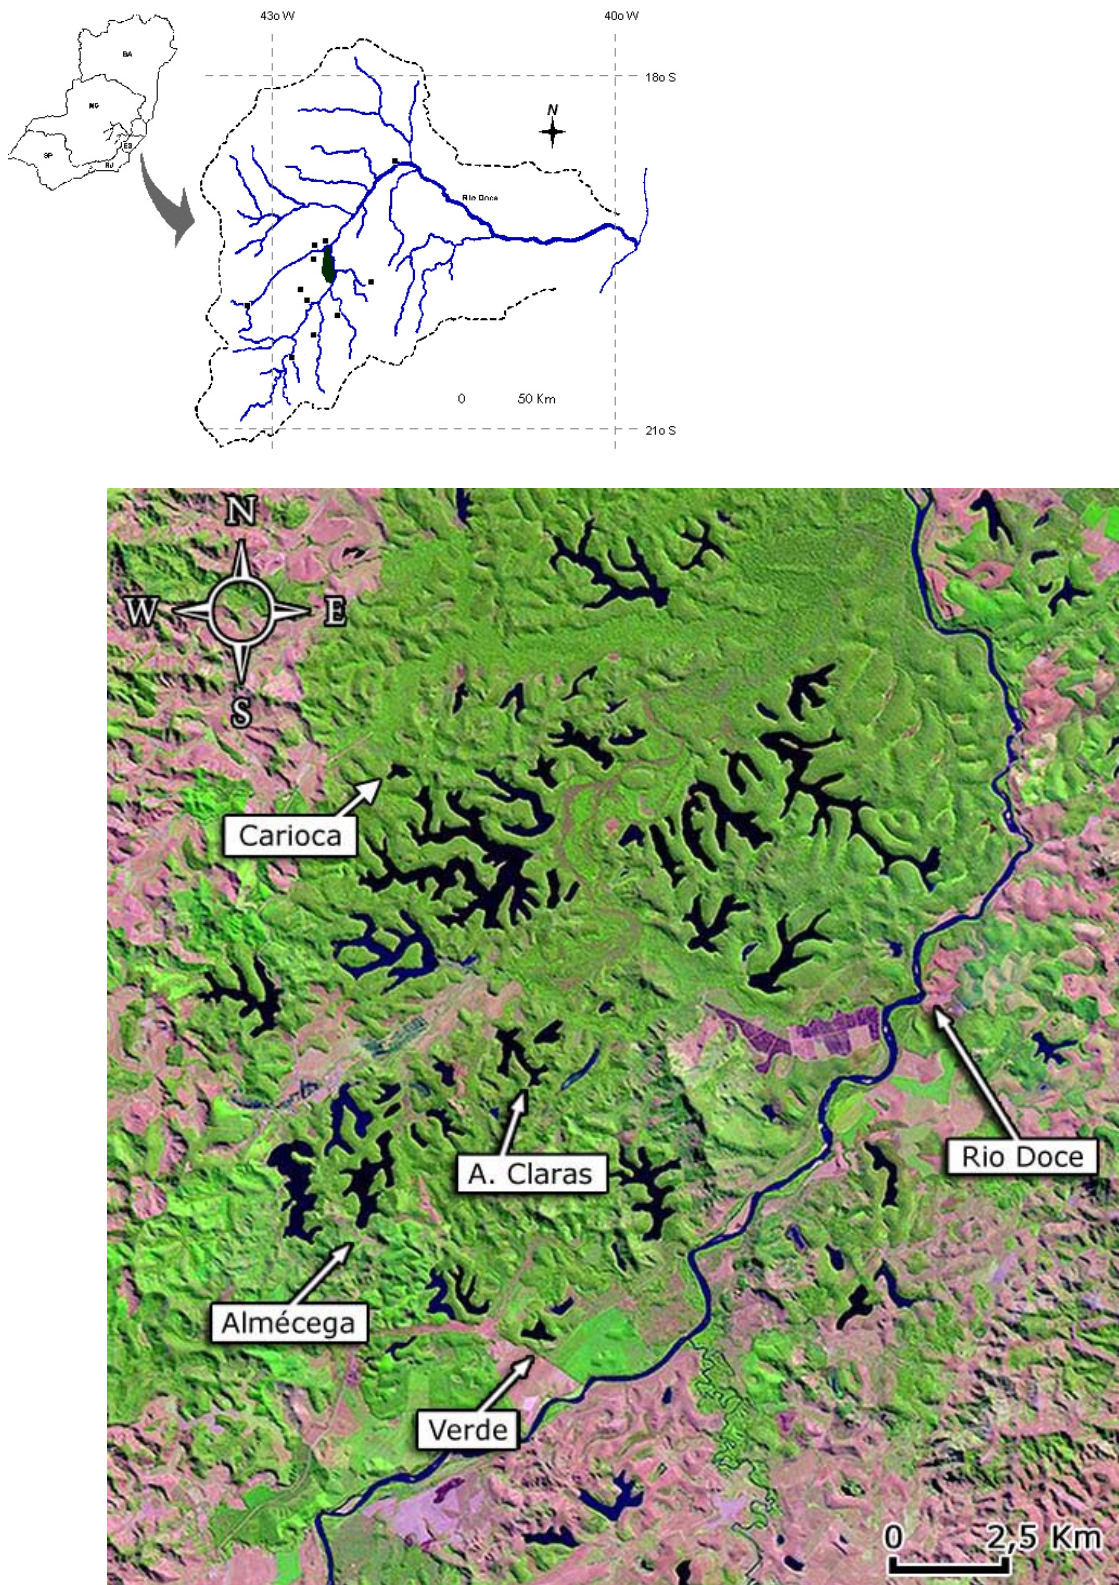 43o W
40o W
BA
18o S
MG
N
ES
SP
RJ
Rio Doce
0 50 Km
21o S
N
W E
S
Carioca
Rio Doce
A. Claras
Almécega
Verde
0 2,5 Km